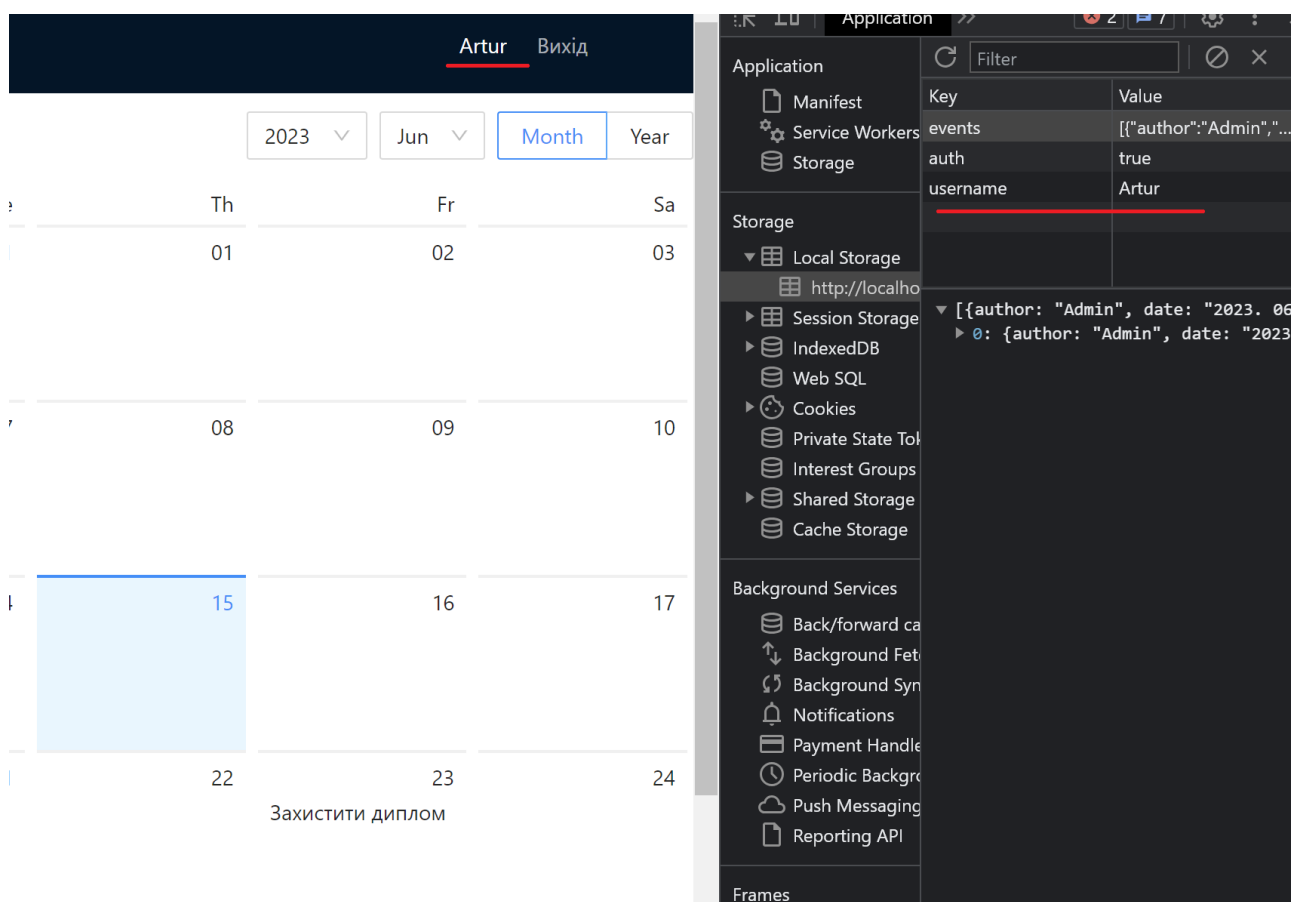 Artur Вихід
2023 Jun Month Year
Th Fr Sa
01 02 03
08 09 10
15 16 17
22 23 24
Захистити диплом
Application
2 7
Application
Manifest
Service Workers
Storage
Storage
Local Storage
http://localho
Session Storage
IndexedDB
Web SQL
Cookies
Private State Tok
Interest Groups
Shared Storage
Cache Storage
Background Services
Back/forward ca
Background Fet
Background Syn
Notifications
Payment Handle
Periodic Backgr
Push Messaging
Reporting API
Frames
Filter
Key Value
events [{"author":"Admin","...
auth true
username Artur
[{author: "Admin", date: "2023. 06
0: {author: "Admin", date: "2023